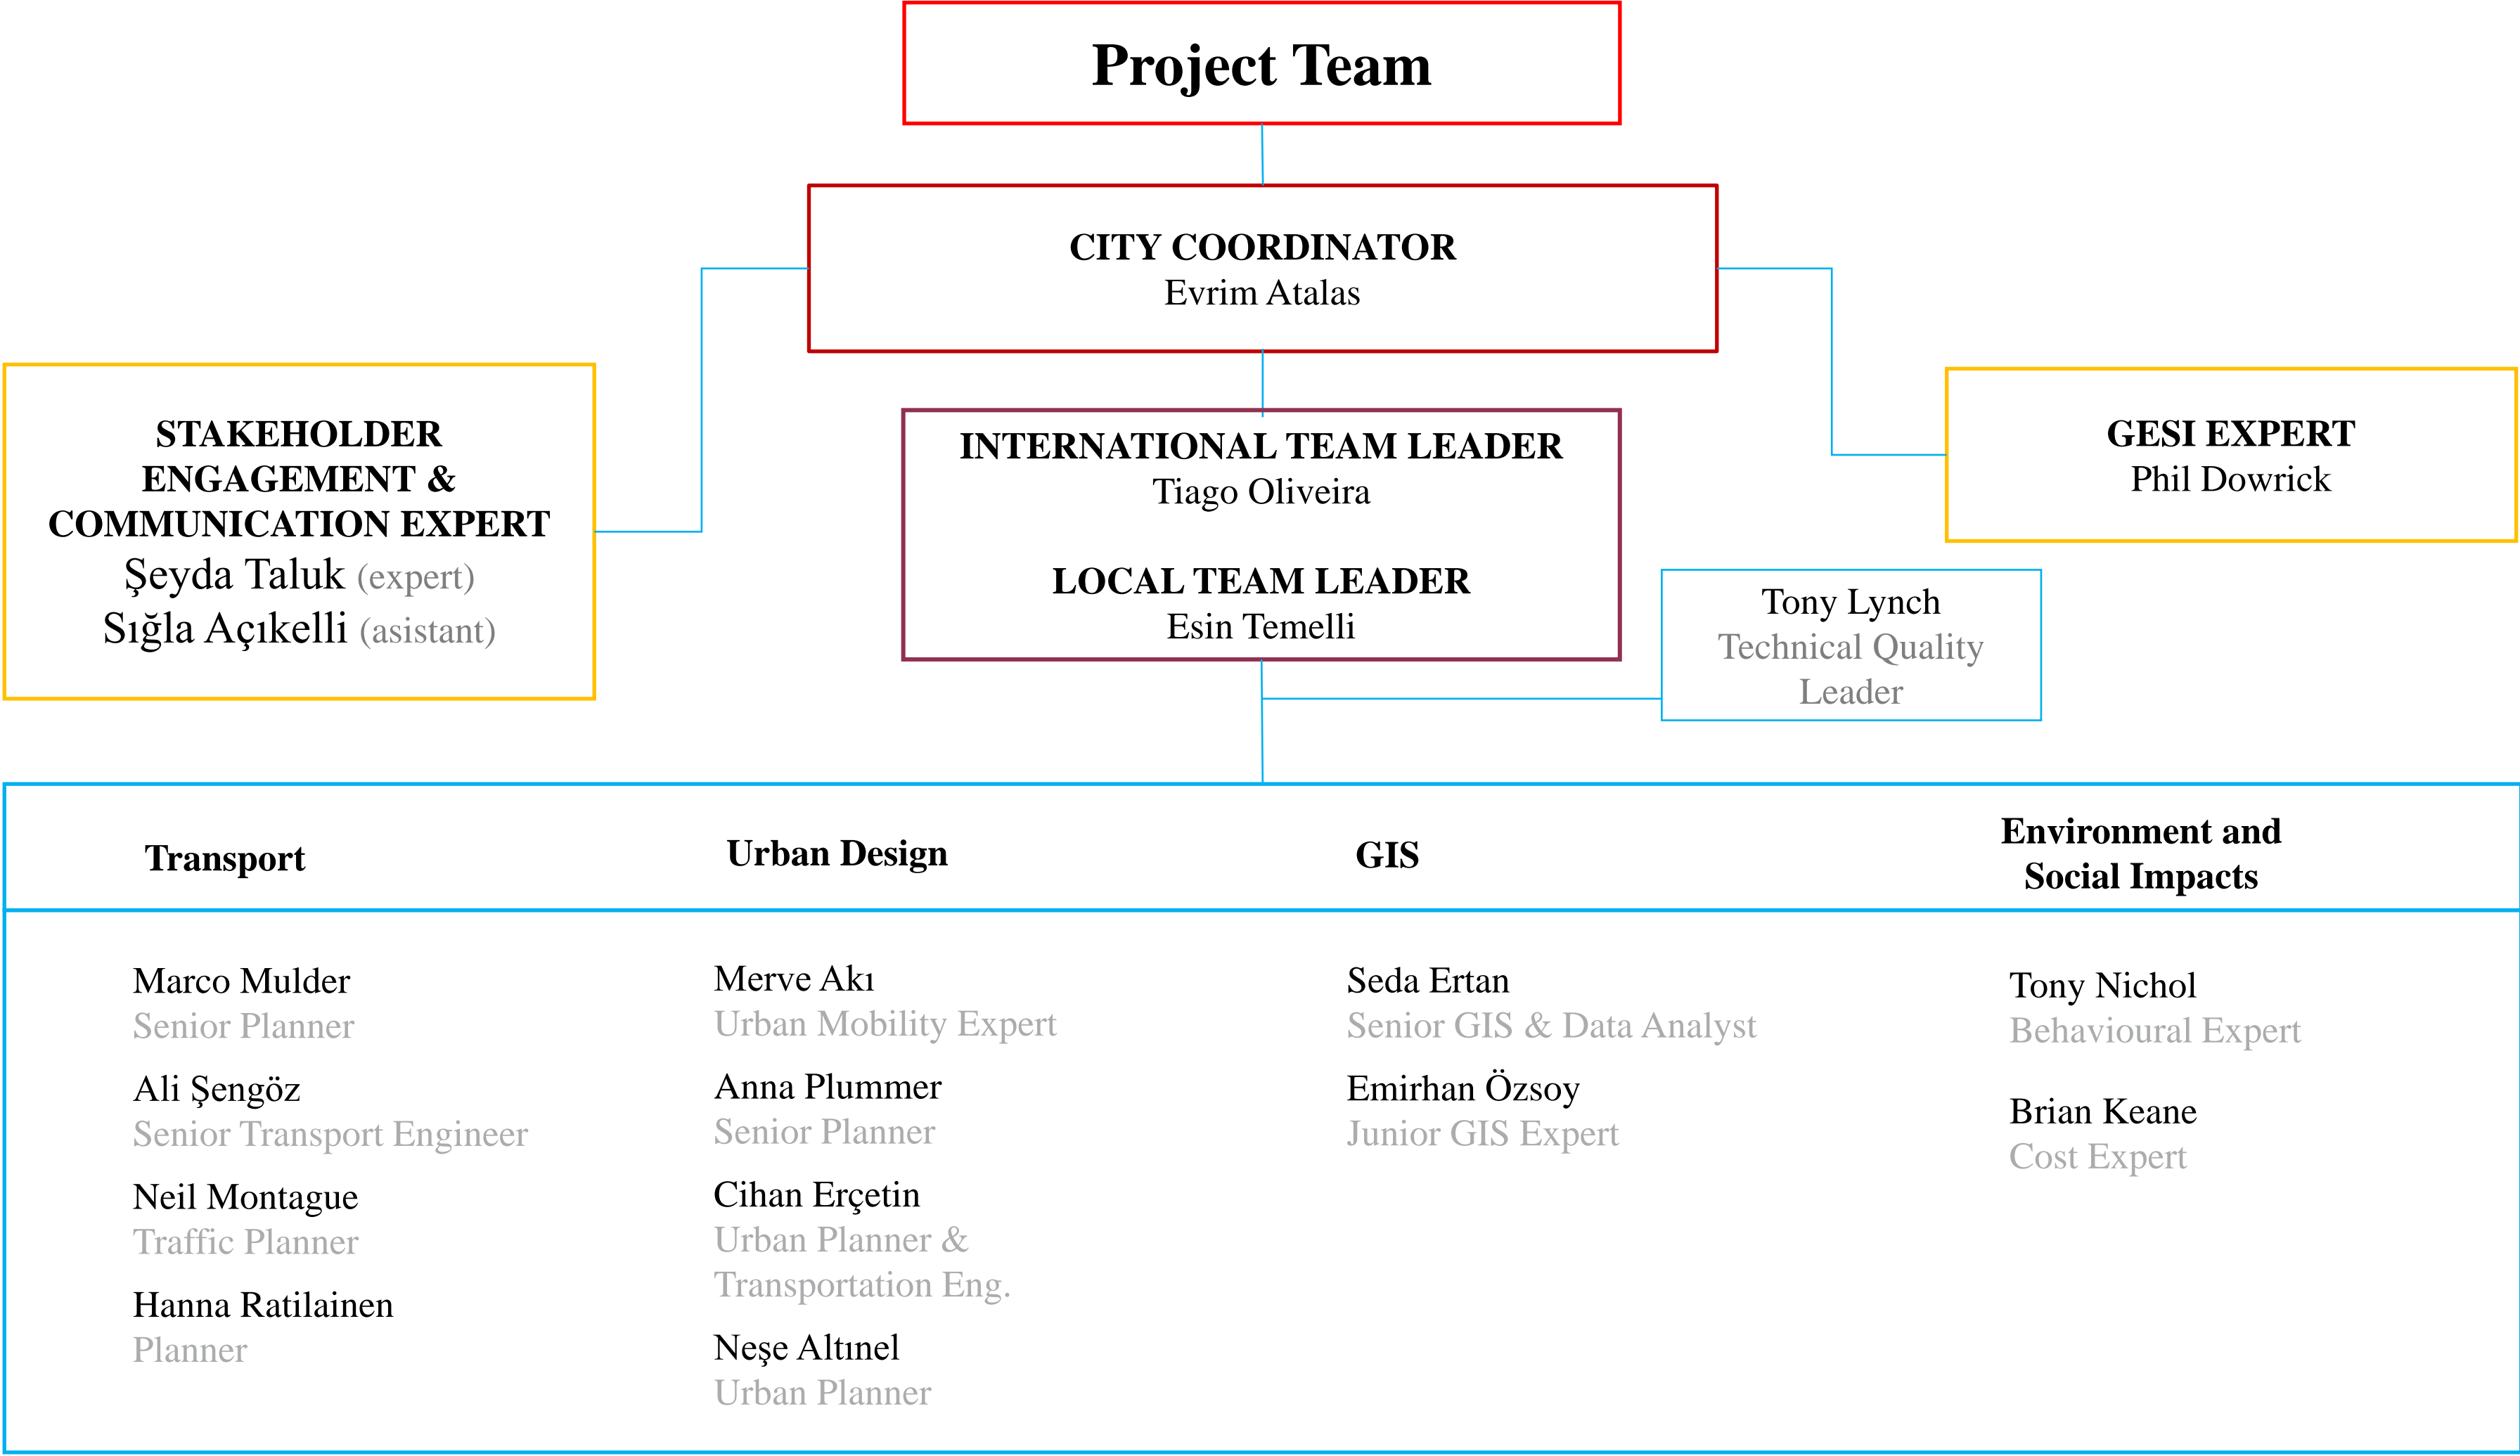 Project Team
CITY COORDINATOR
Evrim Atalas
STAKEHOLDER
ENGAGEMENT &
COMMUNICATION EXPERT
Şeyda Taluk (expert)
Sığla Açıkelli (asistant)
INTERNATIONAL TEAM LEADER
Tiago Oliveira
LOCAL TEAM LEADER
Esin Temelli
GESI EXPERT
Phil Dowrick
Tony Lynch
Technical Quality
Leader
Transport
Urban Design
GIS
Environment and
Social Impacts
Marco Mulder
Senior Planner
Ali Şengöz
Senior Transport Engineer
Neil Montague
Traffic Planner
Hanna Ratilainen
Planner
Merve Akı
Urban Mobility Expert
Anna Plummer
Senior Planner
Cihan Erçetin
Urban Planner &
Transportation Eng.
Neşe Altınel
Urban Planner
Seda Ertan
Senior GIS & Data Analyst
Emirhan Özsoy
Junior GIS Expert
Tony Nichol
Behavioural Expert
Brian Keane
Cost Expert